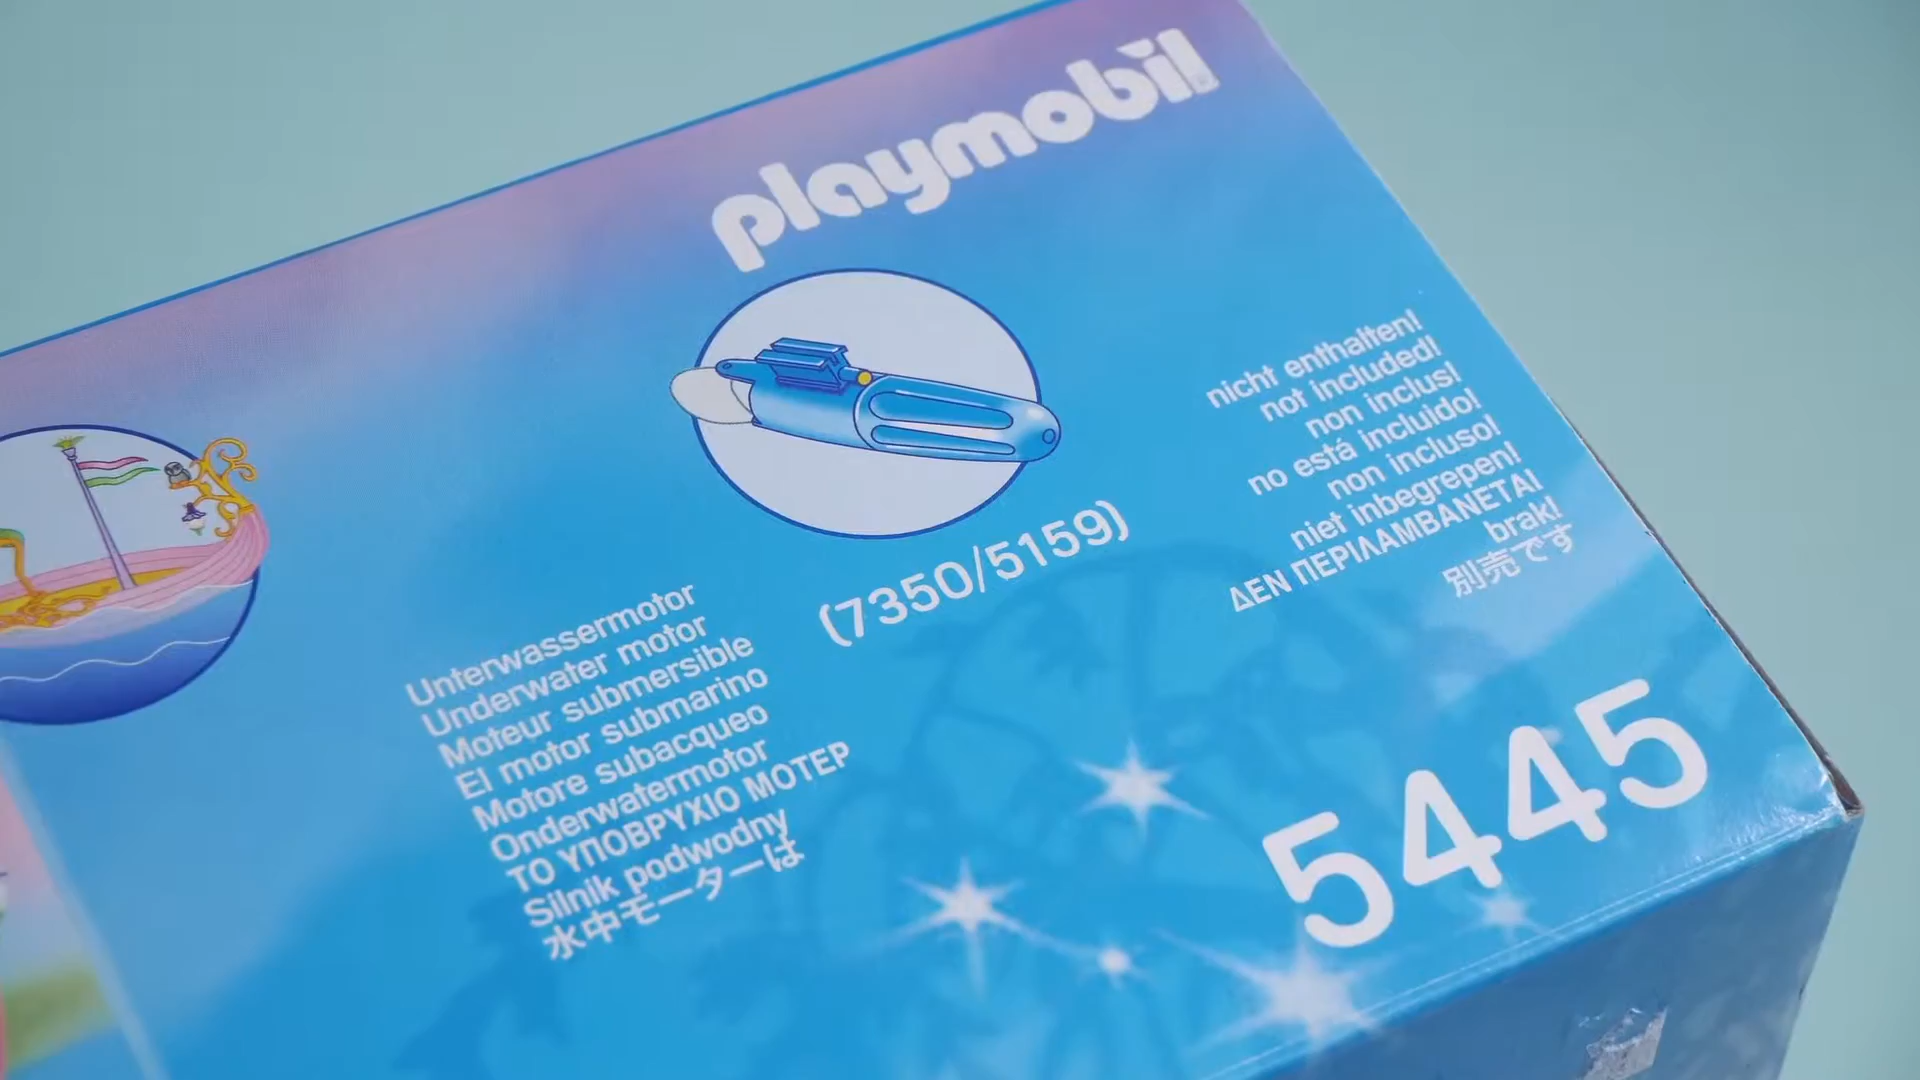 playmobil
(7350/5159)
Unterwassermotor
Underwater motor
Moteur submersible
El motor submarino
Motore subacqueo
Onderwatermotor
ΤΟ ΥΠΟΒΡΥΧΙΟ ΜΟΤΕΡ
Silnik podwodny
水中モーターは
nicht enthalten!
not included!
non inclus!
no está incluido!
non incluso!
niet inbegrepen!
ΔΕΝ ΠΕΡΙΛΑΜΒΑΝΕΤΑΙ
brak!
別売です
5445